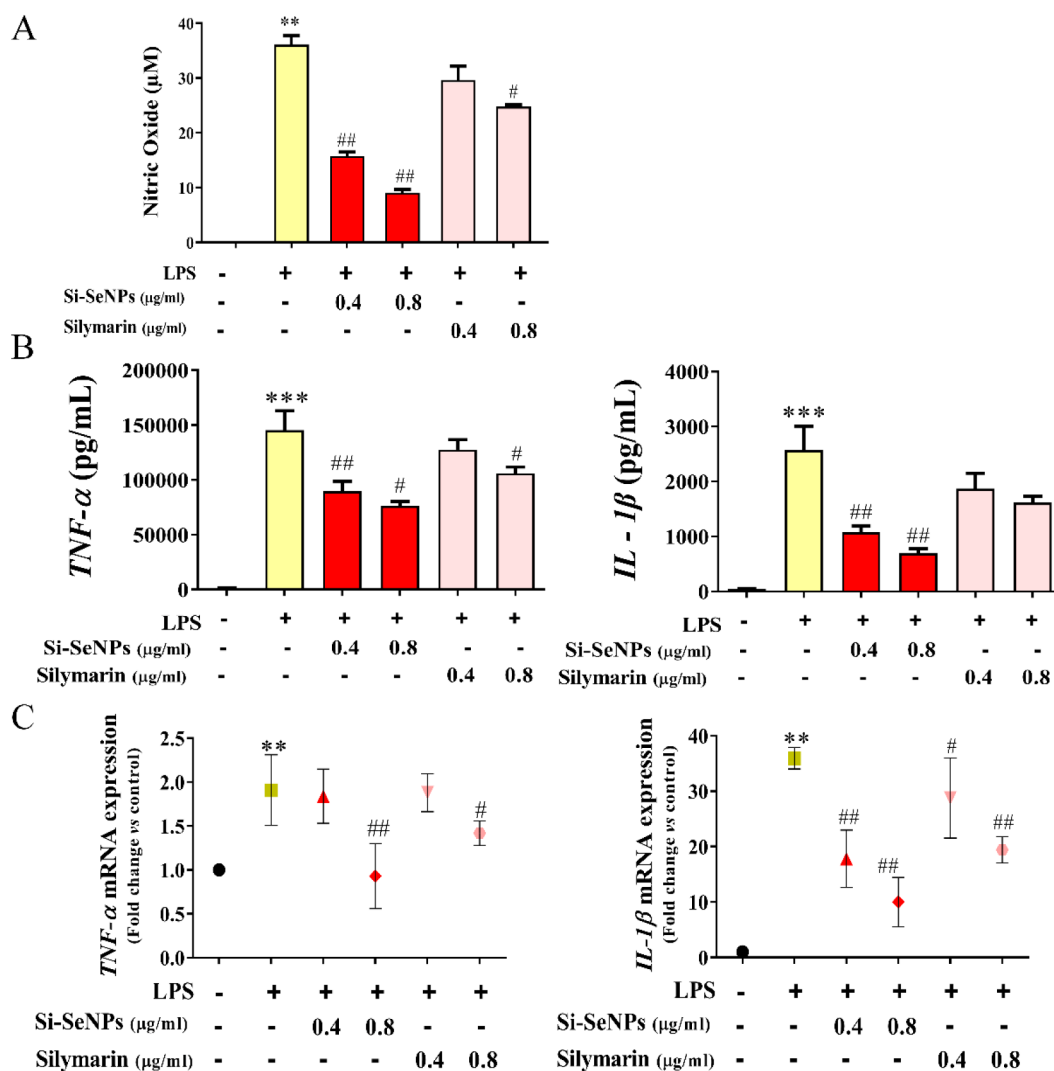 A
Nitric Oxide (μM)
40
30
20
10
0
**
##
##
#
LPS - + + + + +
Si-SeNPs (μg/ml) - - 0.4 0.8 - -
Silymarin (μg/ml) - - - - 0.4 0.8
B
TNF-α (pg/mL)
200000
150000
100000
50000
0
***
##
#
#
LPS - + + + + +
Si-SeNPs (μg/ml) - - 0.4 0.8 - -
Silymarin (μg/ml) - - - - 0.4 0.8
IL - 1β (pg/mL)
4000
3000
2000
1000
0
***
##
##
LPS - + + + + +
Si-SeNPs (μg/ml) - - 0.4 0.8 - -
Silymarin (μg/ml) - - - - 0.4 0.8
C
TNF-α mRNA expression
(Fold change vs control)
2.5
2.0
1.5
1.0
0.5
0.0
**
##
#
LPS - + + + + +
Si-SeNPs (μg/ml) - - 0.4 0.8 - -
Silymarin (μg/ml) - - - - 0.4 0.8
IL-1β mRNA expression
(Fold change vs control)
40
30
20
10
0
**
##
##
#
##
LPS - + + + + +
Si-SeNPs (μg/ml) - - 0.4 0.8 - -
Silymarin (μg/ml) - - - - 0.4 0.8